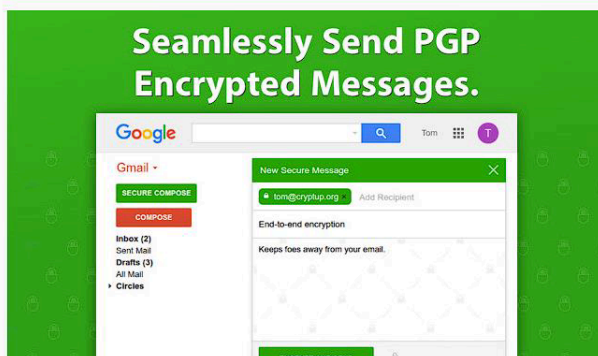 Seamlessly Send PGP
Encrypted Messages.
Google
Tom
T
Gmail
New Secure Message
SECURE COMPOSE
tom@cryptup.org ×
Add Recipient
COMPOSE
End-to-end encryption
Inbox (2)
Sent Mail
Drafts (3)
All Mail
Circles
Keeps foes away from your email.